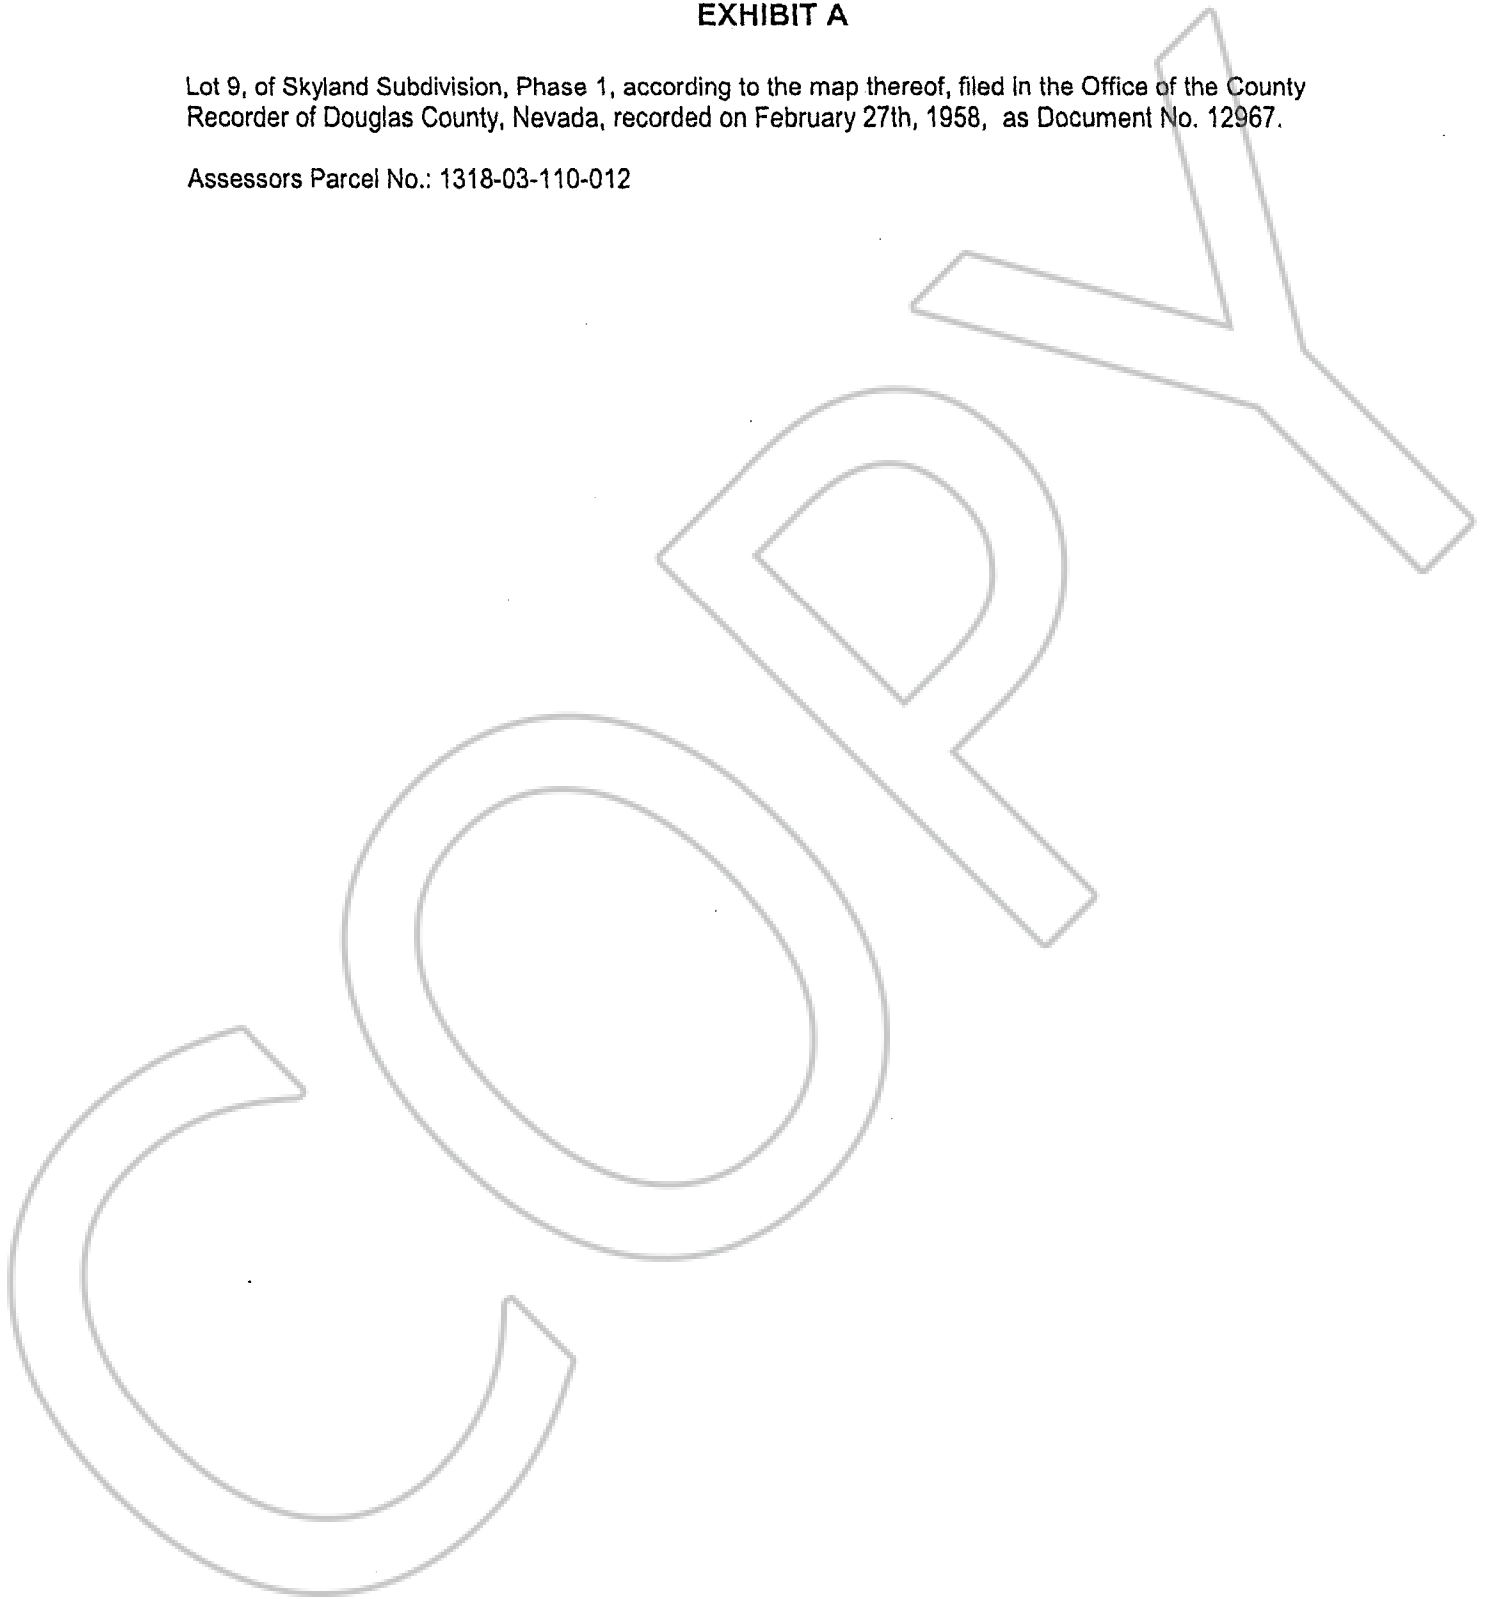 EXHIBIT A
Lot 9, of Skyland Subdivision, Phase 1, according to the map thereof, filed in the Office of the County
Recorder of Douglas County, Nevada, recorded on February 27th, 1958, as Document No. 12967.
Assessors Parcel No.: 1318-03-110-012
COPY